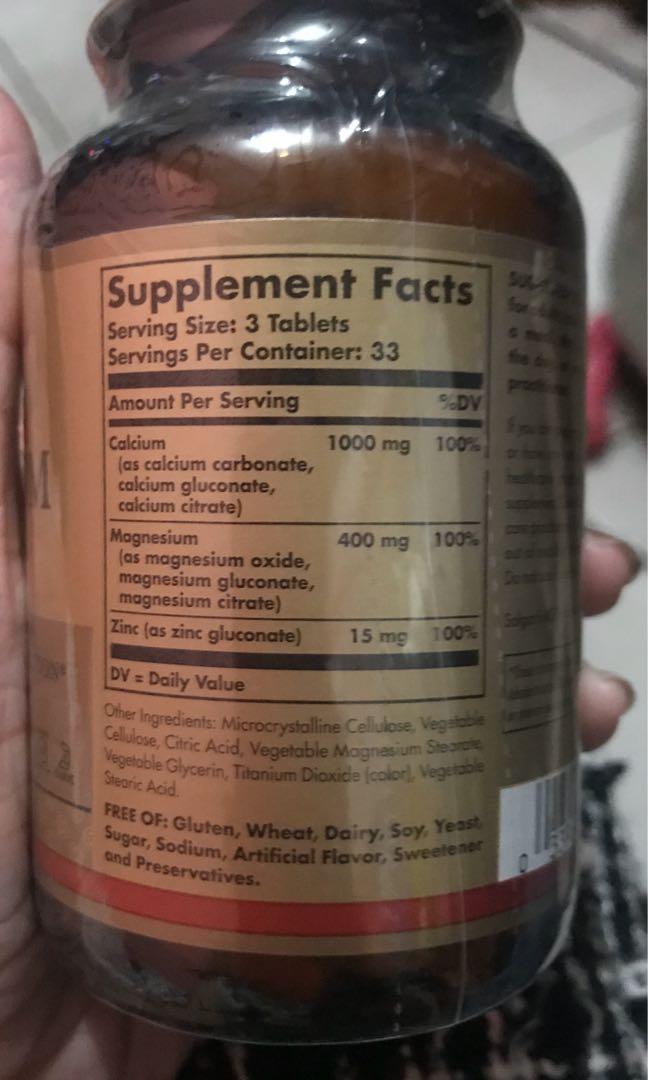 Supplement Facts
Serving Size: 3 Tablets
Servings Per Container: 33
Amount Per Serving %DV
Calcium 1000 mg 100%
(as calcium carbonate,
calcium gluconate,
calcium citrate)
Magnesium 400 mg 100%
(as magnesium oxide,
magnesium gluconate,
magnesium citrate)
Zinc (as zinc gluconate) 15 mg 100%
DV = Daily Value
Other Ingredients: Microcrystalline Cellulose, Vegetable
Cellulose, Citric Acid, Vegetable Magnesium Stearate,
Vegetable Glycerin, Titanium Dioxide (color), Vegetable
Stearic Acid.
FREE OF: Gluten, Wheat, Dairy, Soy, Yeast,
Sugar, Sodium, Artificial Flavor, Sweetener
and Preservatives.
M
0